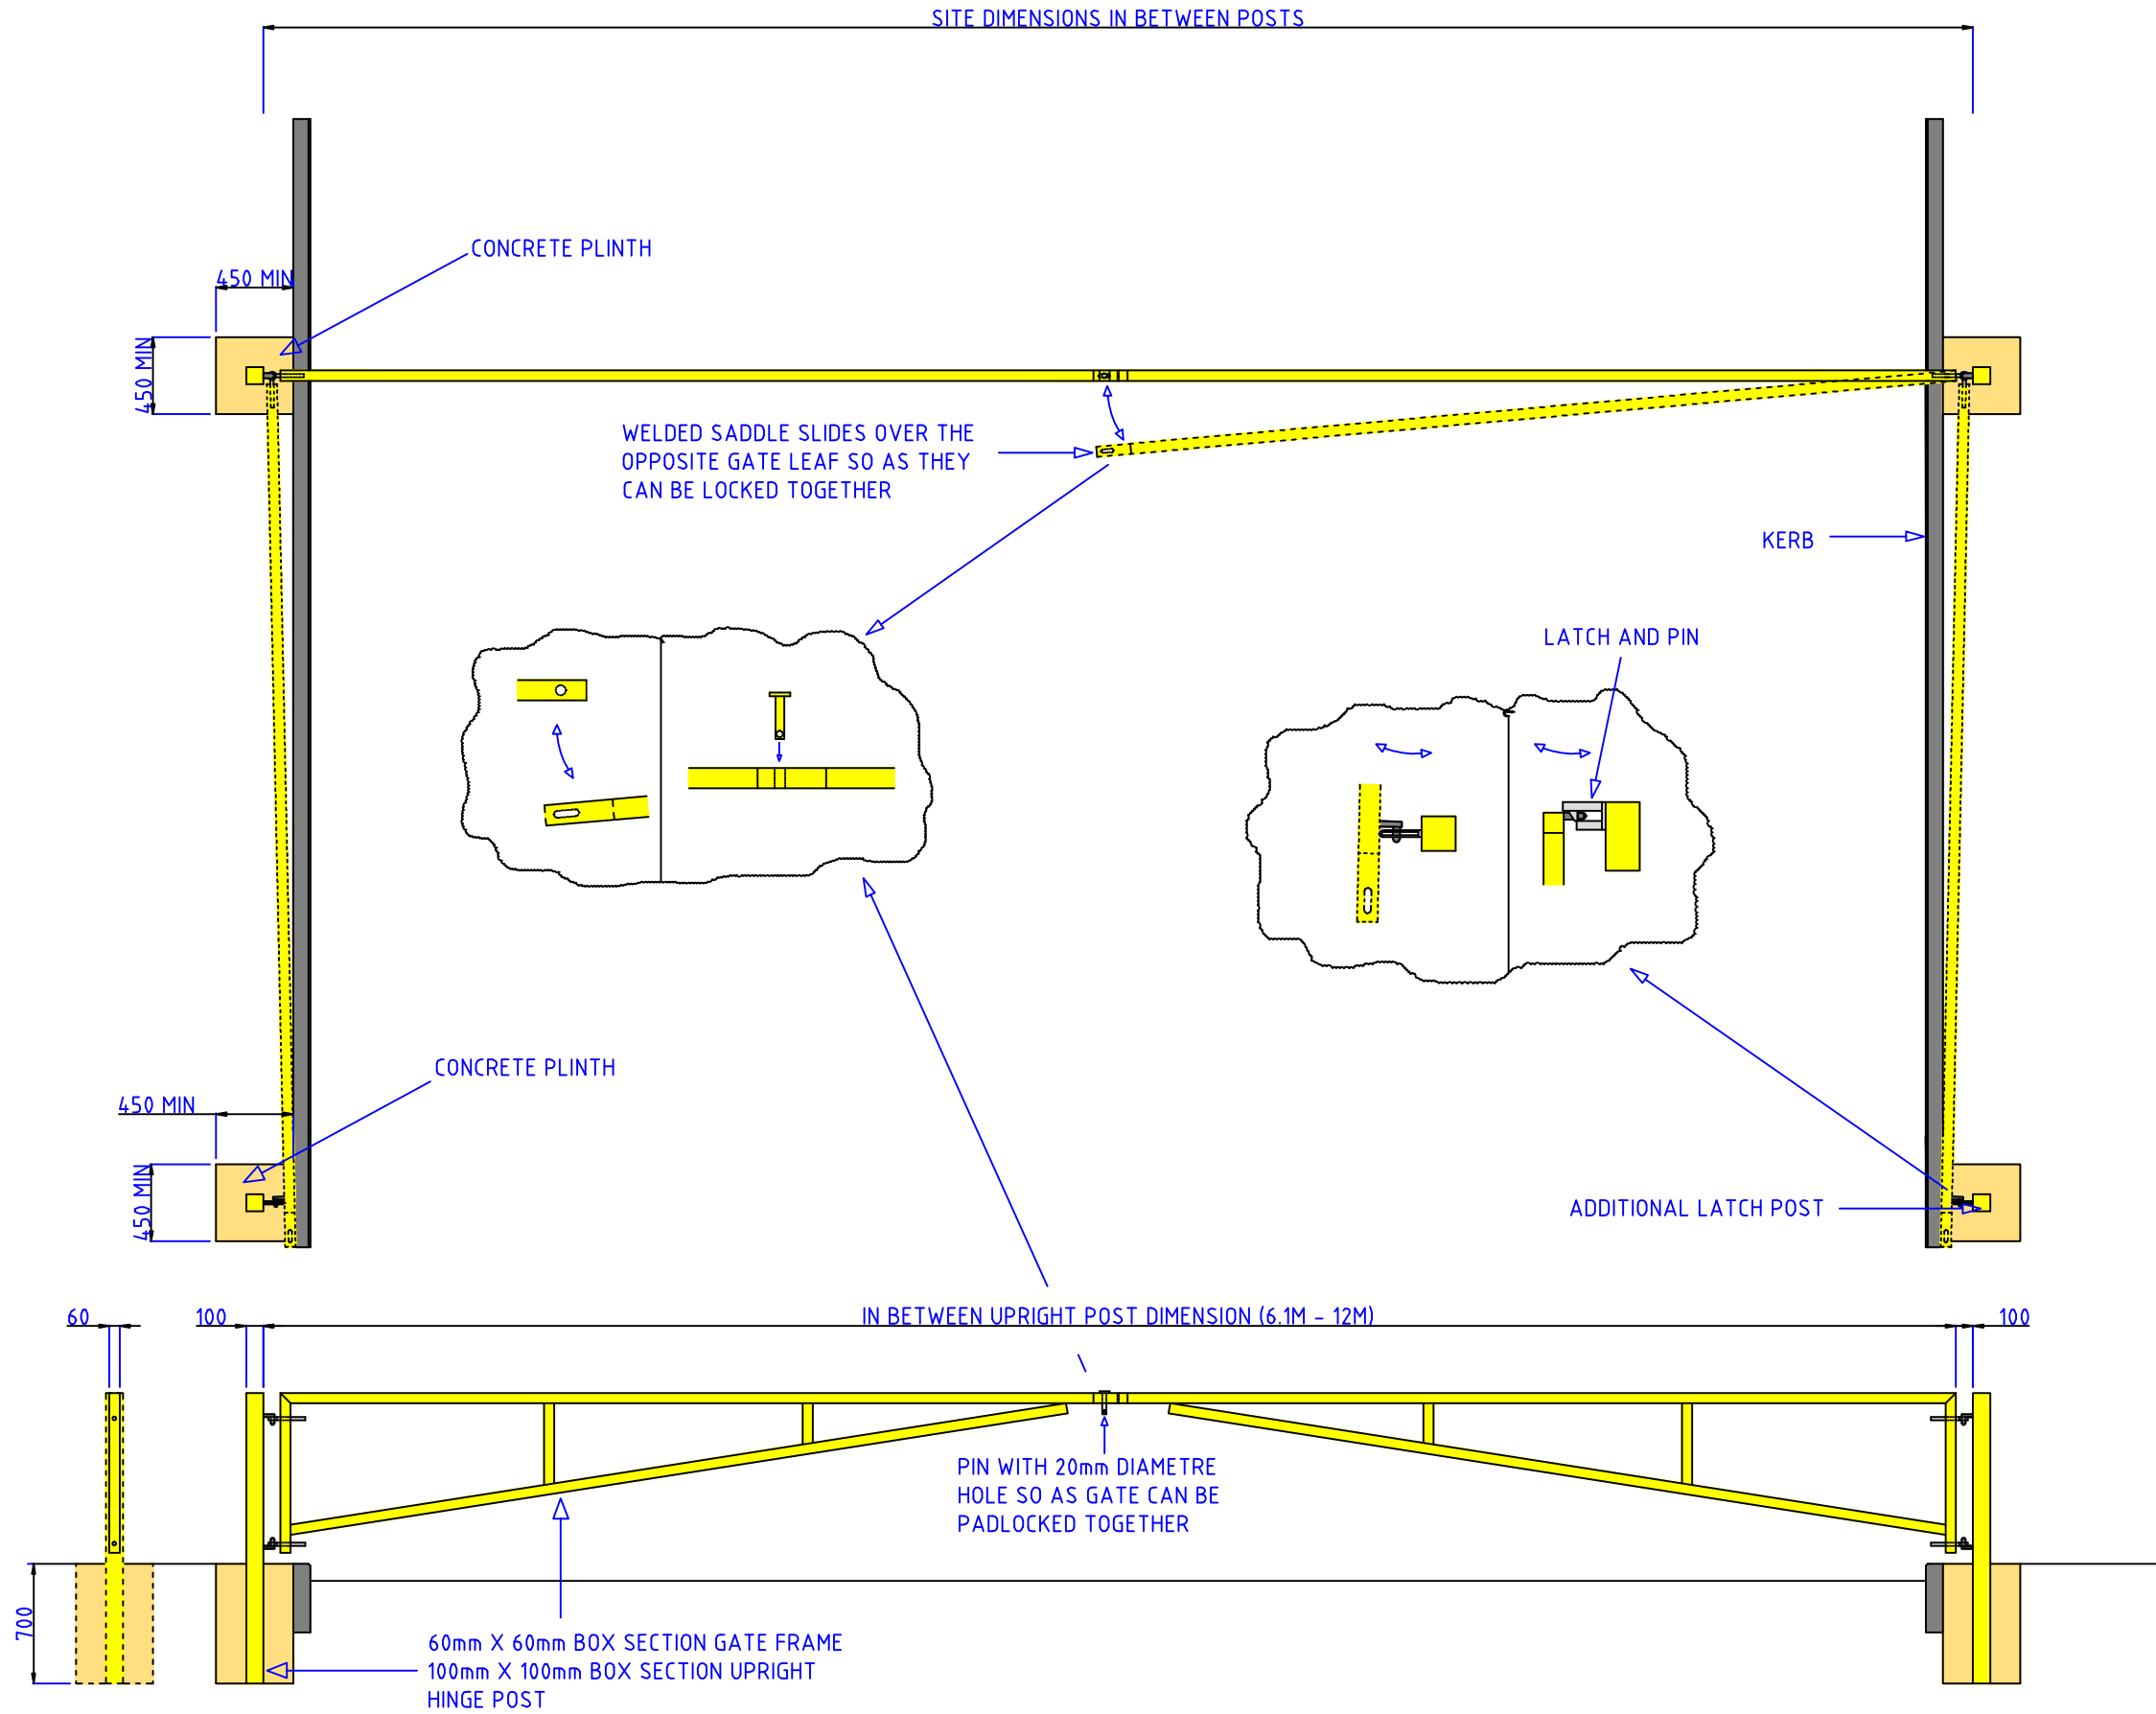 SITE DIMENSIONS IN BETWEEN POSTS
CONCRETE PLINTH
450 MIN
450 MIN
WELDED SADDLE SLIDES OVER THE
OPPOSITE GATE LEAF SO AS THEY
CAN BE LOCKED TOGETHER
KERB
LATCH AND PIN
CONCRETE PLINTH
450 MIN
450 MIN
ADDITIONAL LATCH POST
60
100
IN BETWEEN UPRIGHT POST DIMENSION (6.1M - 12M)
100
PIN WITH 20mm DIAMETRE
HOLE SO AS GATE CAN BE
PADLOCKED TOGETHER
700
60mm X 60mm BOX SECTION GATE FRAME
100mm X 100mm BOX SECTION UPRIGHT
HINGE POST